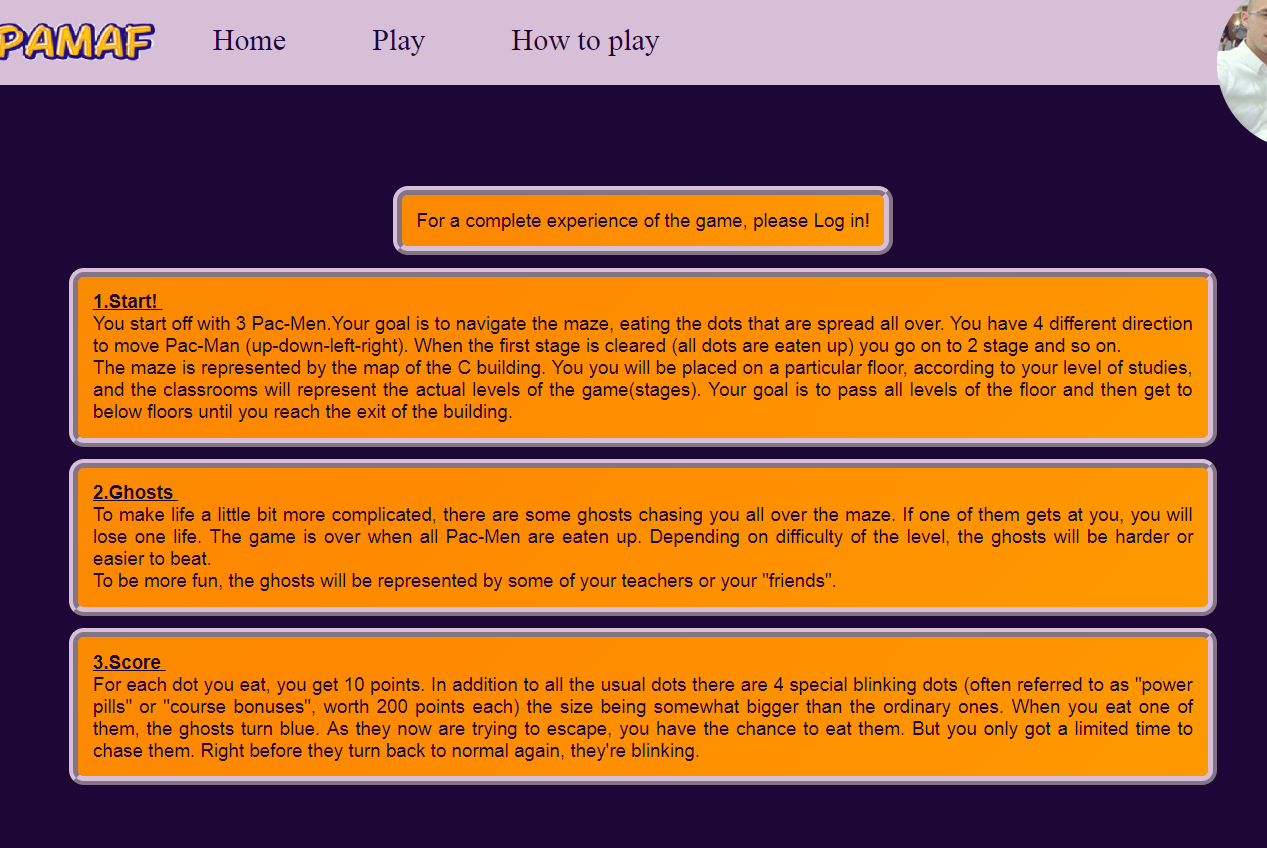 PAMAF Home Play How to play
For a complete experience of the game, please Log in!
1.Start!
You start off with 3 Pac-Men.Your goal is to navigate the maze, eating the dots that are spread all over. You have 4 different direction
to move Pac-Man (up-down-left-right). When the first stage is cleared (all dots are eaten up) you go on to 2 stage and so on.
The maze is represented by the map of the C building. You you will be placed on a particular floor, according to your level of studies,
and the classrooms will represent the actual levels of the game(stages). Your goal is to pass all levels of the floor and then get to
below floors until you reach the exit of the building.
2.Ghosts
To make life a little bit more complicated, there are some ghosts chasing you all over the maze. If one of them gets at you, you will
lose one life. The game is over when all Pac-Men are eaten up. Depending on difficulty of the level, the ghosts will be harder or
easier to beat.
To be more fun, the ghosts will be represented by some of your teachers or your "friends".
3.Score
For each dot you eat, you get 10 points. In addition to all the usual dots there are 4 special blinking dots (often referred to as "power
pills" or "course bonuses", worth 200 points each) the size being somewhat bigger than the ordinary ones. When you eat one of
them, the ghosts turn blue. As they now are trying to escape, you have the chance to eat them. But you only got a limited time to
chase them. Right before they turn back to normal again, they're blinking.